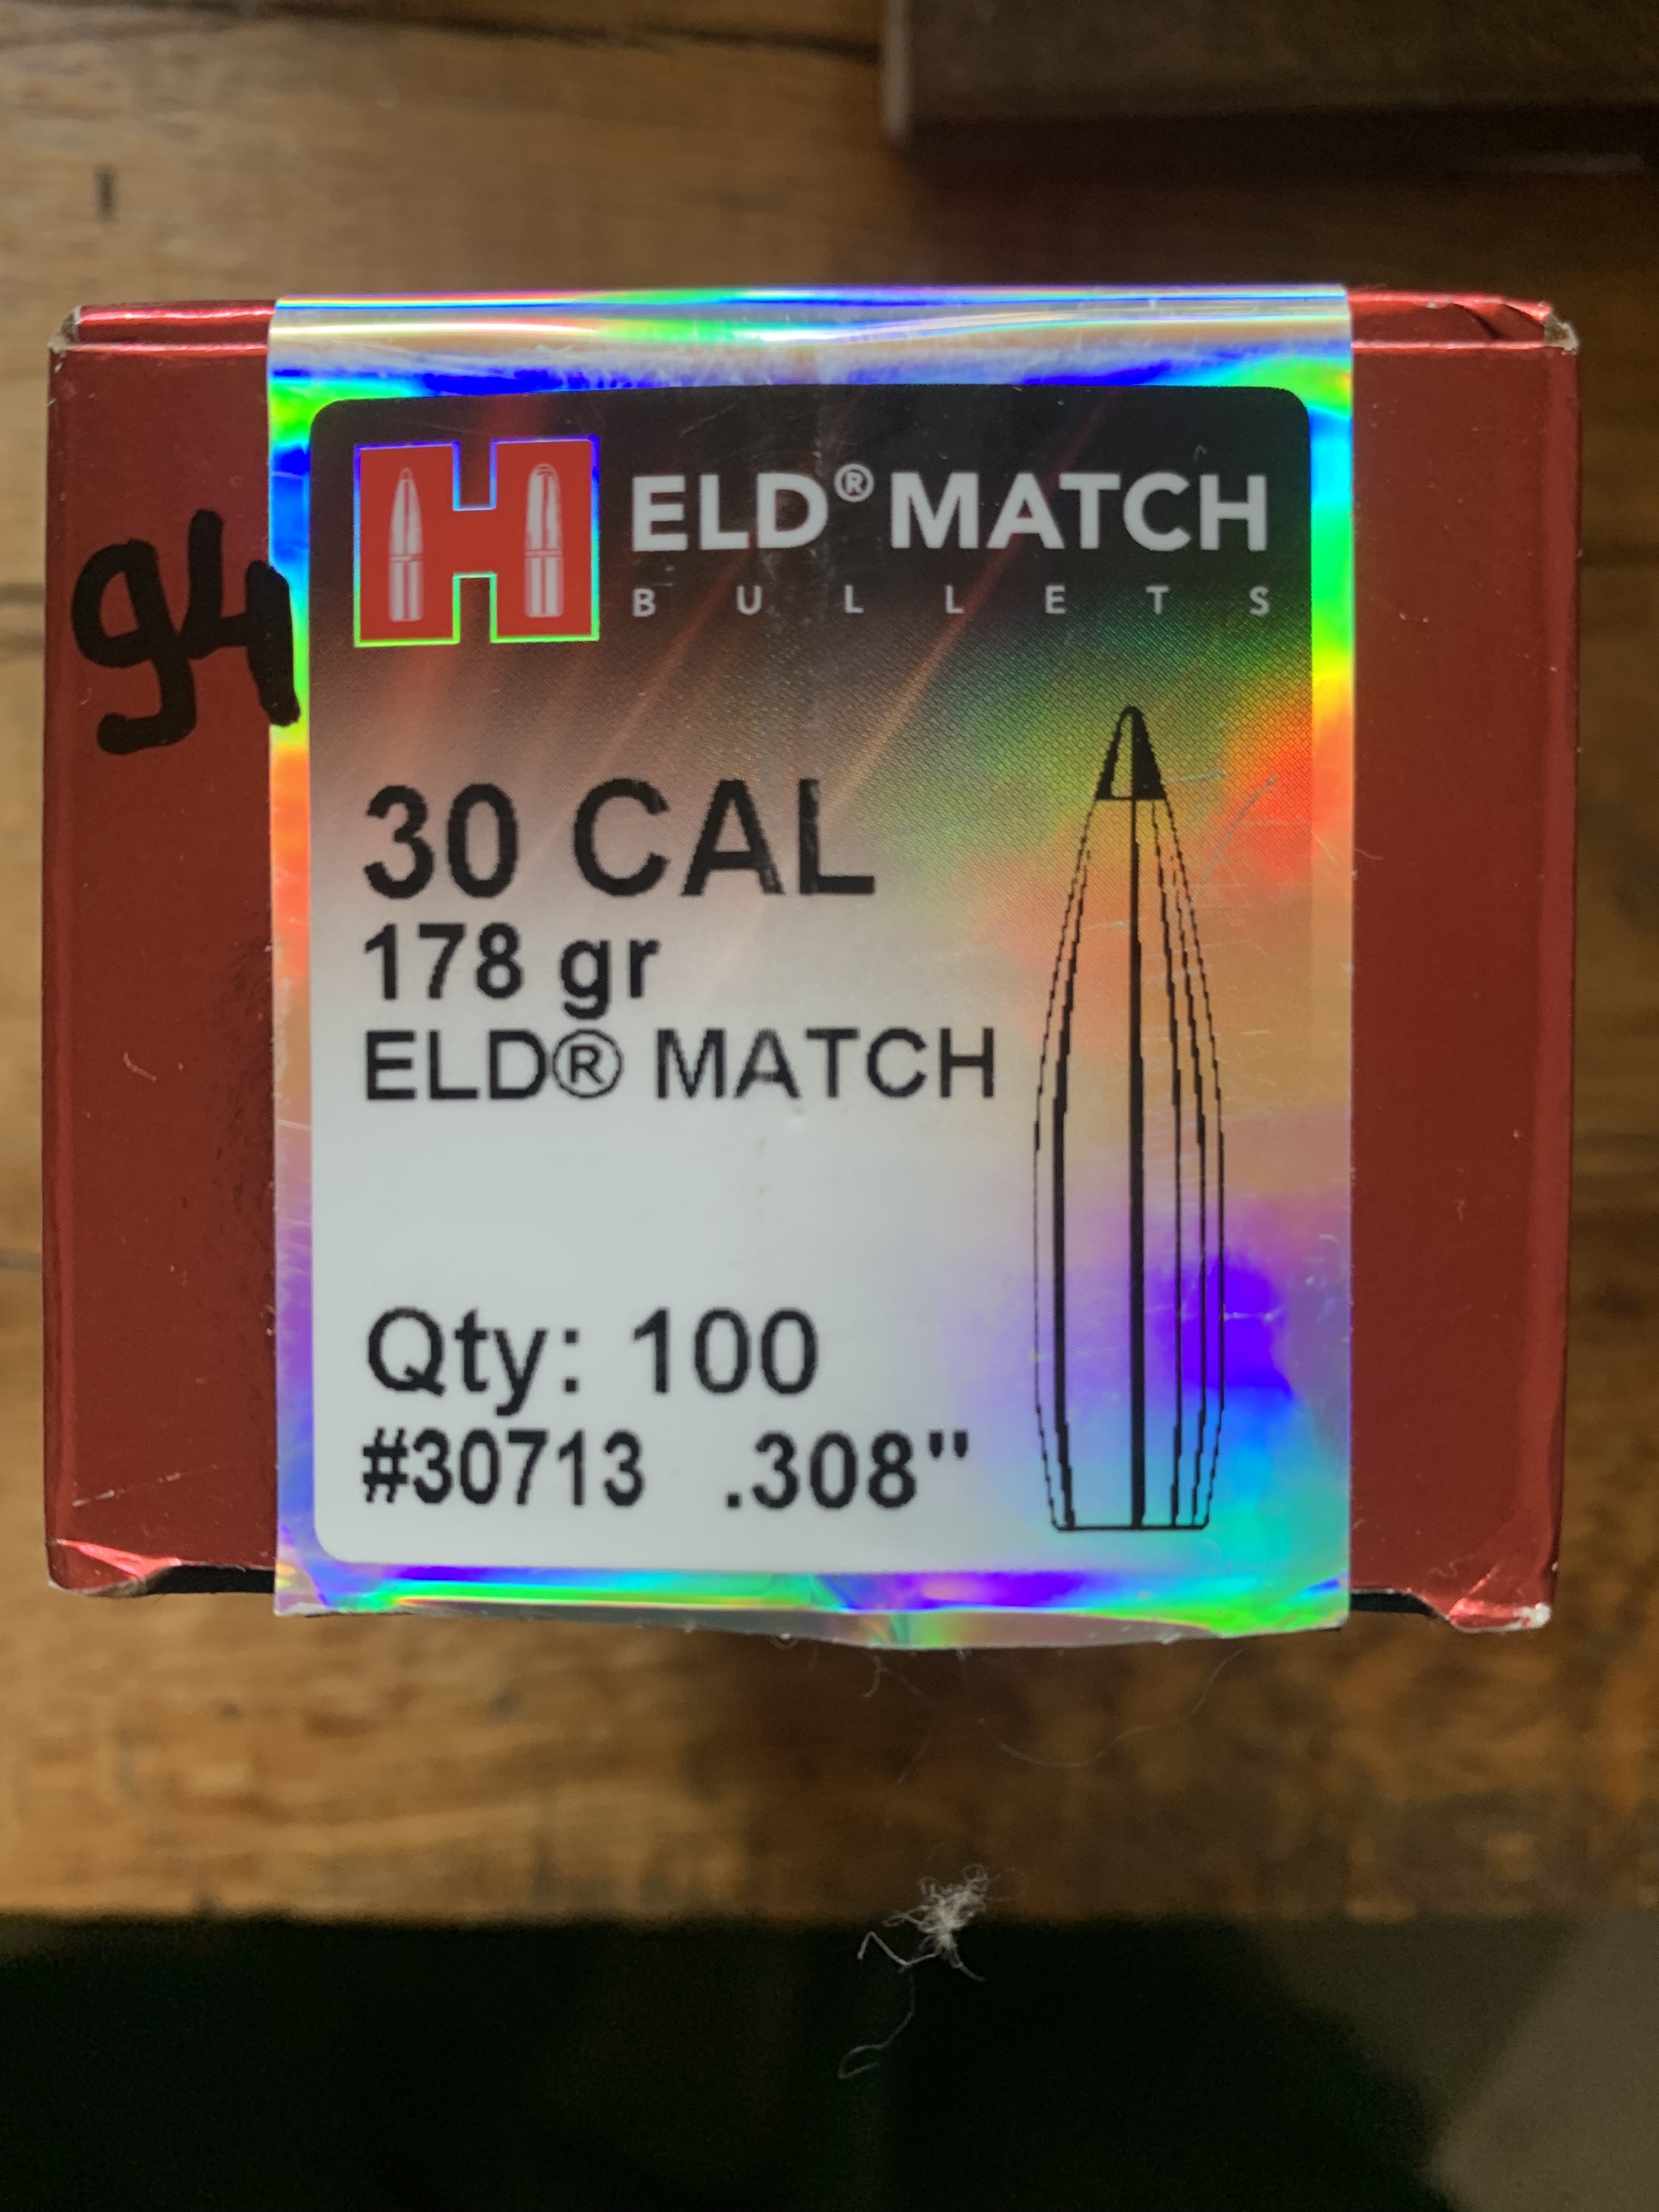 H ELD® MATCH
BULLETS
94
30 CAL
178 gr
ELD® MATCH
Qty: 100
#30713 .308"